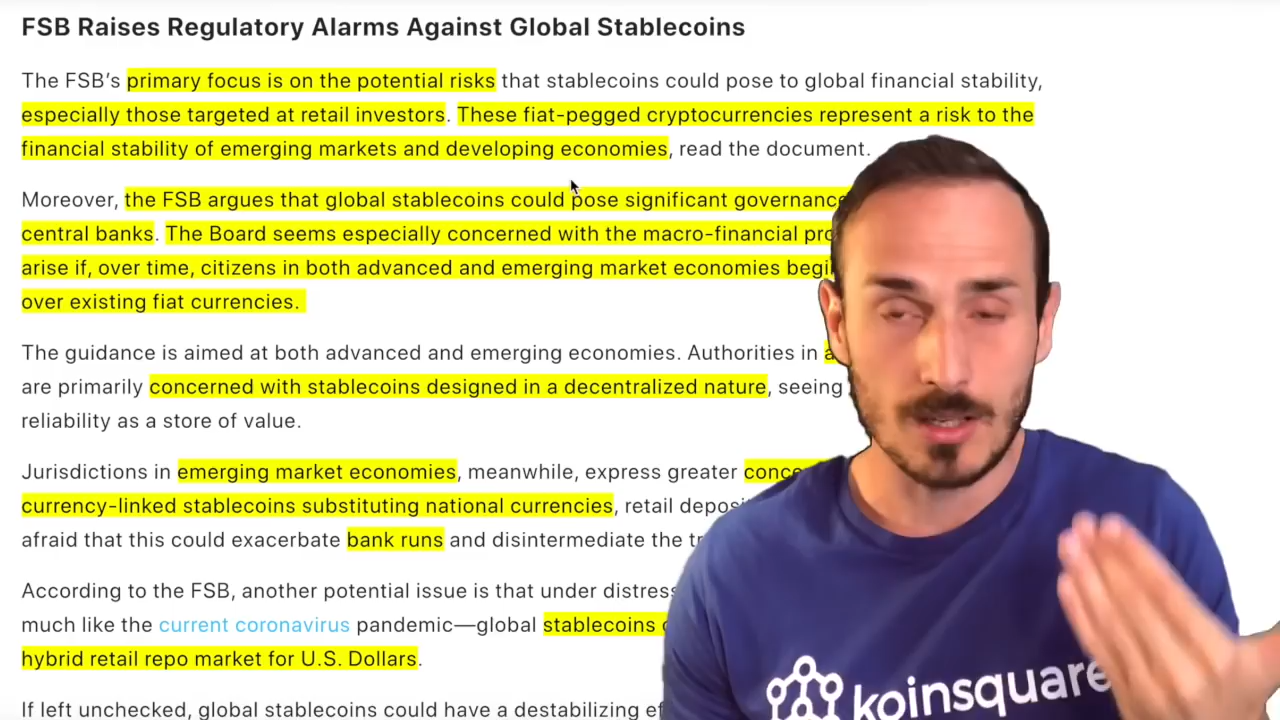 FSB Raises Regulatory Alarms Against Global Stablecoins
The FSB’s primary focus is on the potential risks that stablecoins could pose to global financial stability,
especially those targeted at retail investors. These fiat-pegged cryptocurrencies represent a risk to the
financial stability of emerging markets and developing economies, read the document.
Moreover, the FSB argues that global stablecoins could pose significant governance
central banks. The Board seems especially concerned with the macro-financial
arise if, over time, citizens in both advanced and emerging market economies
over existing fiat currencies.
The guidance is aimed at both advanced and emerging economies. Authorities in
are primarily concerned with stablecoins designed in a decentralized nature, seeing
reliability as a store of value.
Jurisdictions in emerging market economies, meanwhile, express greater
currency-linked stablecoins substituting national currencies, retail
afraid that this could exacerbate bank runs and disintermediate the
According to the FSB, another potential issue is that under
much like the current coronavirus pandemic—global stablecoins
hybrid retail repo market for U.S. Dollars.
If left unchecked, global stablecoins could have a destabilizing
koinsquare